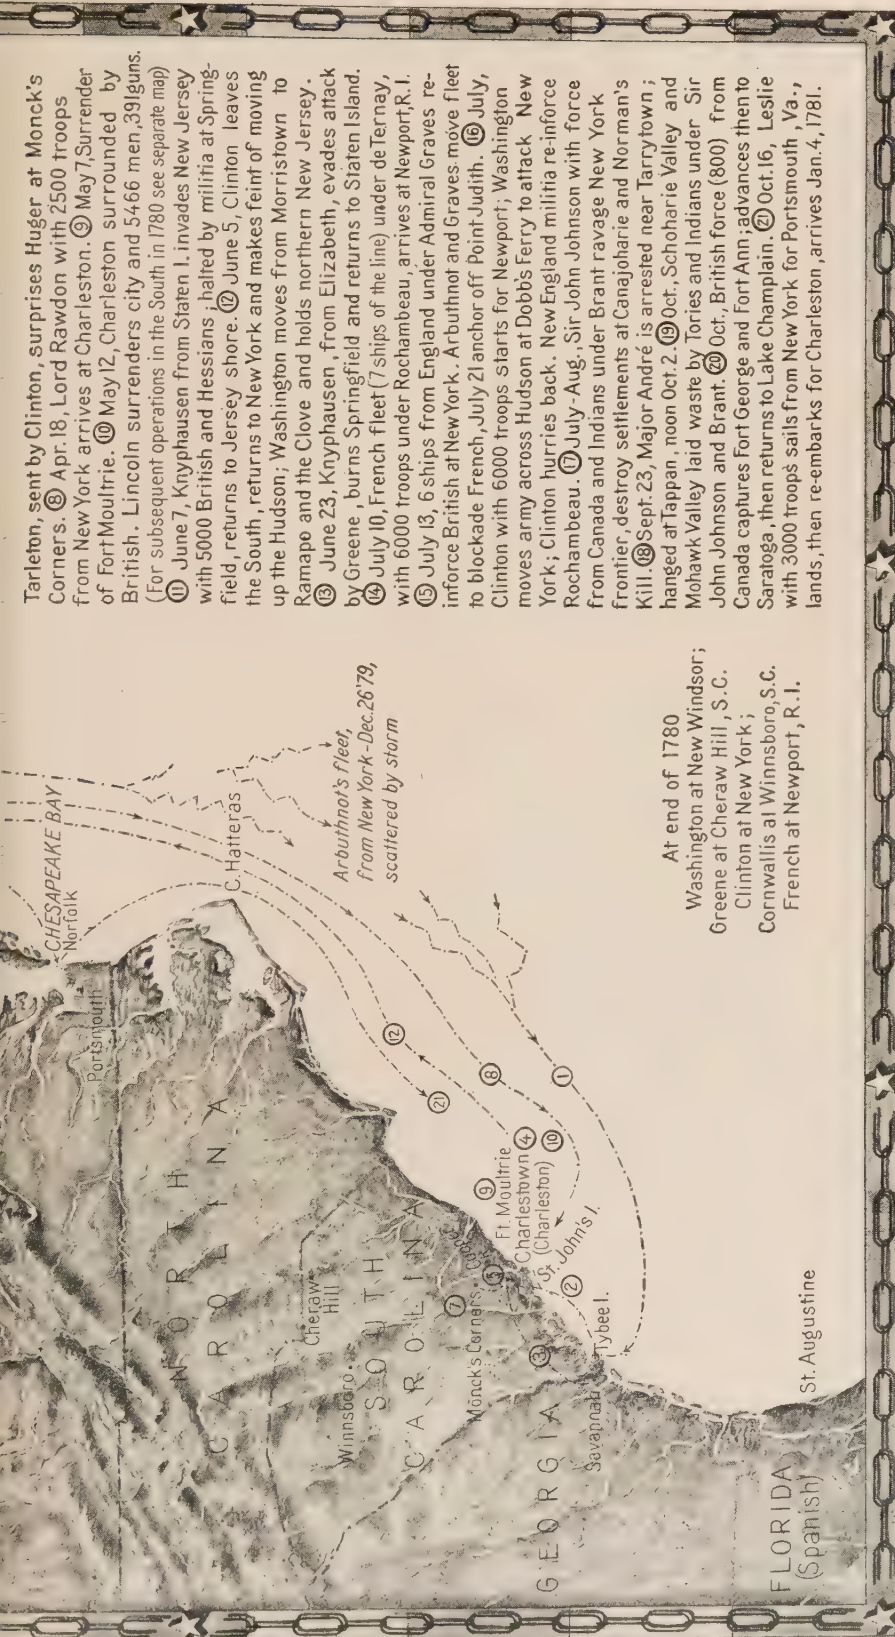 Tarleton, sent by Clinton, surprises Huger at Monck's
Corners. ⑧ Apr. 18, Lord Rawdon with 2500 troops
from New York arrives at Charleston. ⑨ May 7, Surrender
of Fort Moultrie. ⑩ May 12, Charleston surrounded by
British. Lincoln surrenders city and 5466 men, 391 guns.
(For subsequent operations in the South in 1780 see separate map)
⑪ June 7, Knyphausen from Staten I. invades New Jersey
with 5000 British and Hessians; halted by militia at Spring-
field, returns to Jersey shore. ⑫ June 5, Clinton leaves
the South, returns to New York and makes feint of moving
up the Hudson; Washington moves from Morristown to
Ramapo and the Clove and holds northern New Jersey.
⑬ June 23, Knyphausen, from Elizabeth, evades attack
by Greene, burns Springfield and returns to Staten Island.
⑭ July 10, French fleet (7 ships of the line) under de Ternay,
with 6000 troops under Rochambeau, arrives at Newport, R.I.
⑮ July 13, 6 ships from England under Admiral Graves re-
inforce British at New York. Arbuthnot and Graves move fleet
to blockade French, July 21 anchor off Point Judith. ⑯ July,
Clinton with 6000 troops starts for Newport; Washington
moves army across Hudson at Dobb's Ferry to attack New
York; Clinton hurries back. New England militia re-inforce
Rochambeau. ⑰ July-Aug., Sir John Johnson with force
from Canada and Indians under Brant ravage New York
frontier, destroy settlements at Canajoharie and Norman's
Kill. ⑱ Sept. 23, Major André is arrested near Tarrytown;
hanged at Tappan, noon Oct. 2. ⑲ Oct., Schoharie Valley and
Mohawk Valley laid waste by Tories and Indians under Sir
John Johnson and Brant. ⑳ Oct., British force (800) from
Canada captures Fort George and Fort Ann; advances then to
Saratoga, then returns to Lake Champlain. ㉑ Oct. 16, Leslie
with 3000 troops sails from New York for Portsmouth, Va.,
lands, then re-embarks for Charleston, arrives Jan. 4, 1781.
CHESAPEAKE BAY
Norfolk
Portsmouth
C. Hatteras
Arbuthnot's fleet,
from New York-Dec. 26 '79,
scattered by storm
NORTH
CAROLINA
Cheraw
Hill
Winnsboro
SOUTH
CAROLINA
⑫
㉑
⑧
①
⑨
Ft. Moultrie
Charlestown ④
(Charleston) ⑩
⑦
Monck's Corners
Cooper
⑤
St. John's I.
②
③
GEORGIA
Savannah
Tybee I.
St. Augustine
FLORIDA
(Spanish)
At end of 1780
Washington at New Windsor;
Greene at Cheraw Hill, S.C.
Clinton at New York;
Cornwallis at Winnsboro, S.C.
French at Newport, R.I.